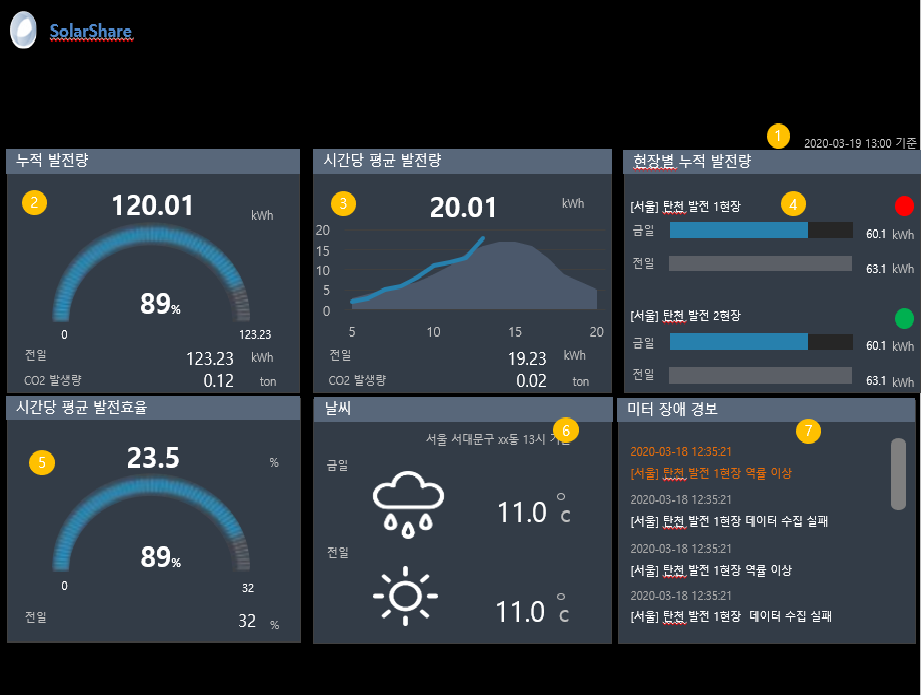 SolarShare
1
2020-03-19 13:00 기준
누적 발전량
2
120.01
kWh
89%
0
123.23
전일
123.23
kWh
CO2 발생량
0.12
ton
시간당 평균 발전량
3
20.01
kWh
20
15
10
5
0
5
10
15
20
전일
19.23
kWh
CO2 발생량
0.02
ton
현장별 누적 발전량
[서울] 탄천 발전 1현장
4
금일
60.1 kWh
전일
63.1 kWh
[서울] 탄천 발전 2현장
금일
60.1 kWh
전일
63.1 kWh
시간당 평균 발전효율
5
23.5
%
89%
0
32
전일
32
%
날씨
서울 서대문구 xx동 13시
6
금일
11.0 °C
전일
11.0 °C
미터 장애 경보
7
2020-03-18 12:35:21
[서울] 탄천 발전 1현장 역률 이상
2020-03-18 12:35:21
[서울] 탄천 발전 1현장 데이터 수집 실패
2020-03-18 12:35:21
[서울] 탄천 발전 1현장 역률 이상
2020-03-18 12:35:21
[서울] 탄천 발전 1현장 데이터 수집 실패